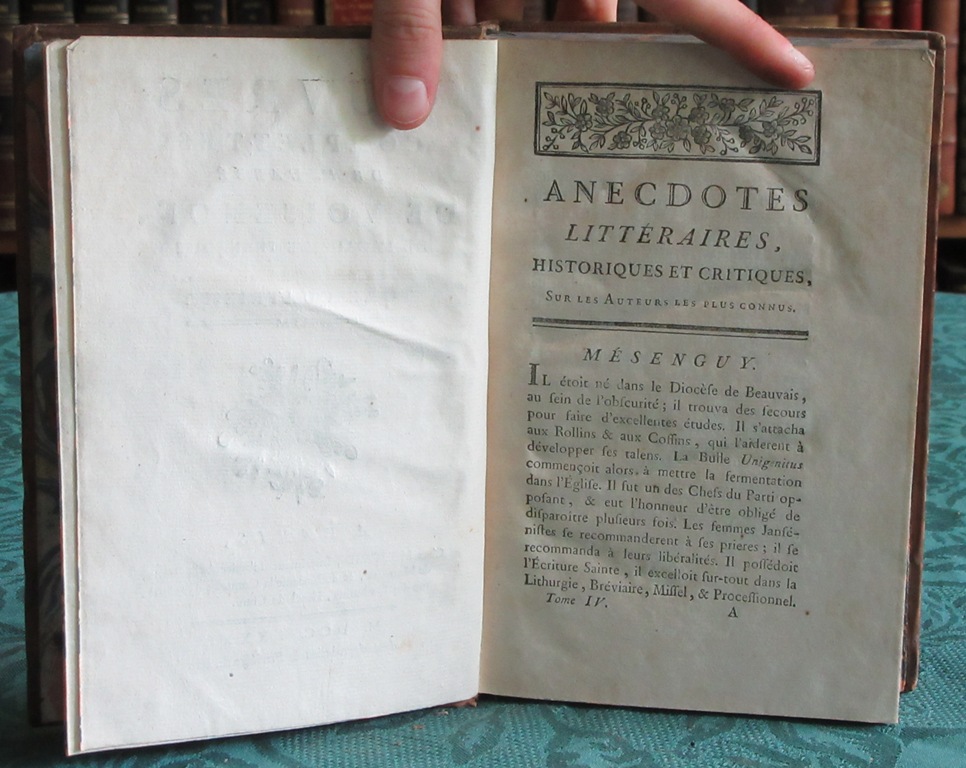 ANECDOTES
LITTÉRAIRES,
HISTORIQUES ET CRITIQUES,
SUR LES AUTEURS LES PLUS CONNUS.
MÉSENGUY.
IL étoit né dans le Diocèſe de Beauvais,
au ſein de l'obſcurité ; il trouva des ſecours
pour faire d'excellentes études. Il s'attacha
aux Rollins & aux Coffins, qui l'aiderent à
développer ſes talens. La Bulle Unigenitus
commençoit alors à mettre la fermentation
dans l'Égliſe. Il fut un des Chefs du Parti op-
poſant, & eut l'honneur d'être obligé de
diſparoître pluſieurs fois. Les femmes Janſé-
niſtes ſe recommanderent à ſes prieres ; il ſe
recommanda à leurs libéralités. Il poſſédoit
l'Écriture Sainte, il excelloit ſur-tout dans la
Lithurgie, Bréviaire, Miſſel, & Proceſſionnel.
Tome IV. A